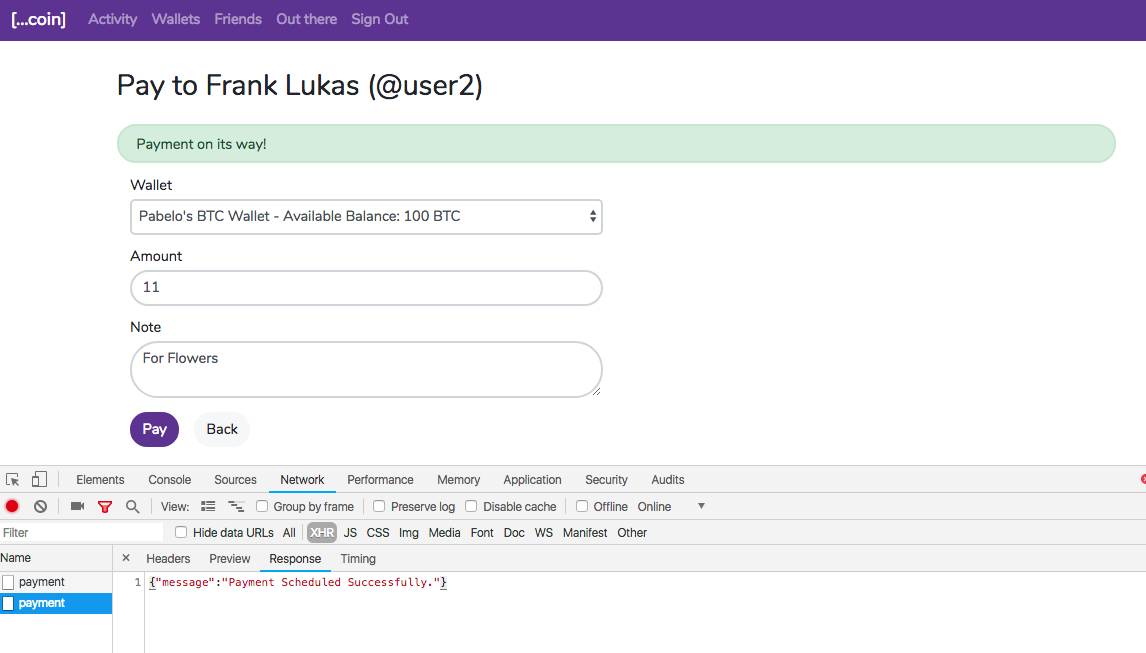 [...coin] Activity Wallets Friends Out there Sign Out
Pay to Frank Lukas (@user2)
Payment on its way!
Wallet
Pabelo's BTC Wallet - Available Balance: 100 BTC
Amount
11
Note
For Flowers
Pay Back
Elements Console Sources Network Performance Memory Application Security Audits
View: Group by frame Preserve log Disable cache Offline Online
Filter Hide data URLs All XHR JS CSS Img Media Font Doc WS Manifest Other
Name × Headers Preview Response Timing
payment 1 {"message":"Payment Scheduled Successfully."}
payment